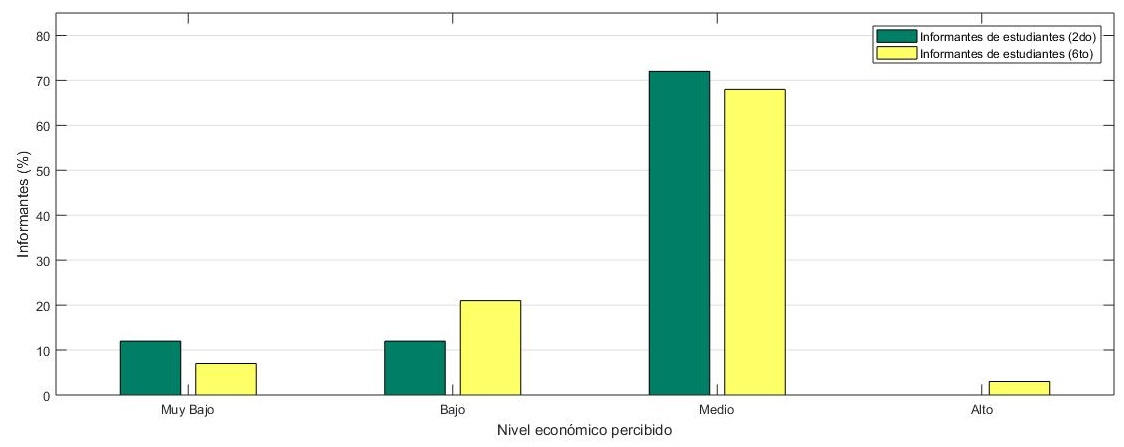 Informantes de estudiantes (2do)
Informantes de estudiantes (6to)
Informantes (%)
80
70
60
50
40
30
20
10
0
Muy Bajo Bajo Medio Alto
Nivel económico percibido